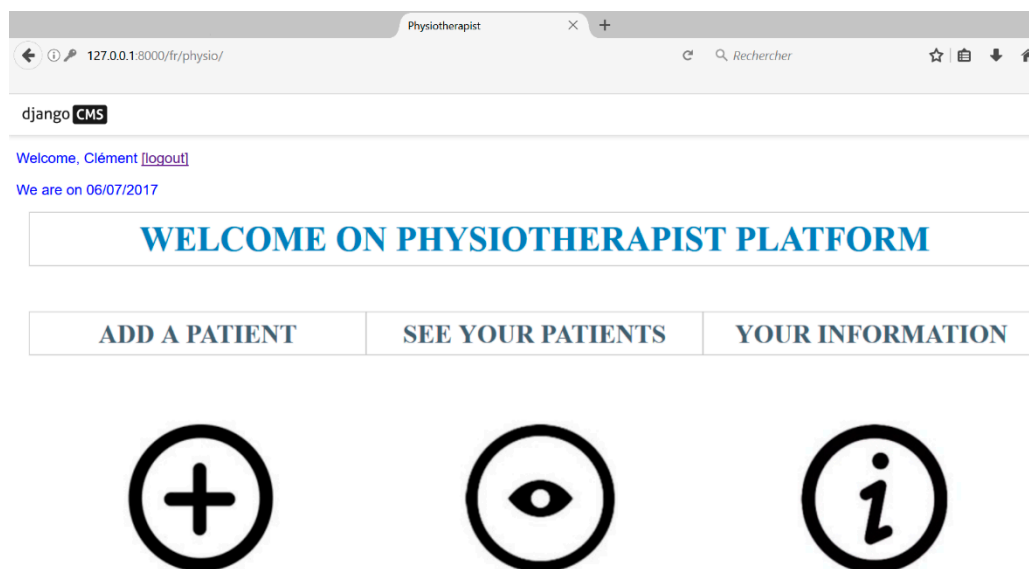 Physiotherapist
127.0.0.1:8000/fr/physio/
Rechercher
django CMS
Welcome, Clément [logout]
We are on 06/07/2017
WELCOME ON PHYSIOTHERAPIST PLATFORM
ADD A PATIENT SEE YOUR PATIENTS YOUR INFORMATION